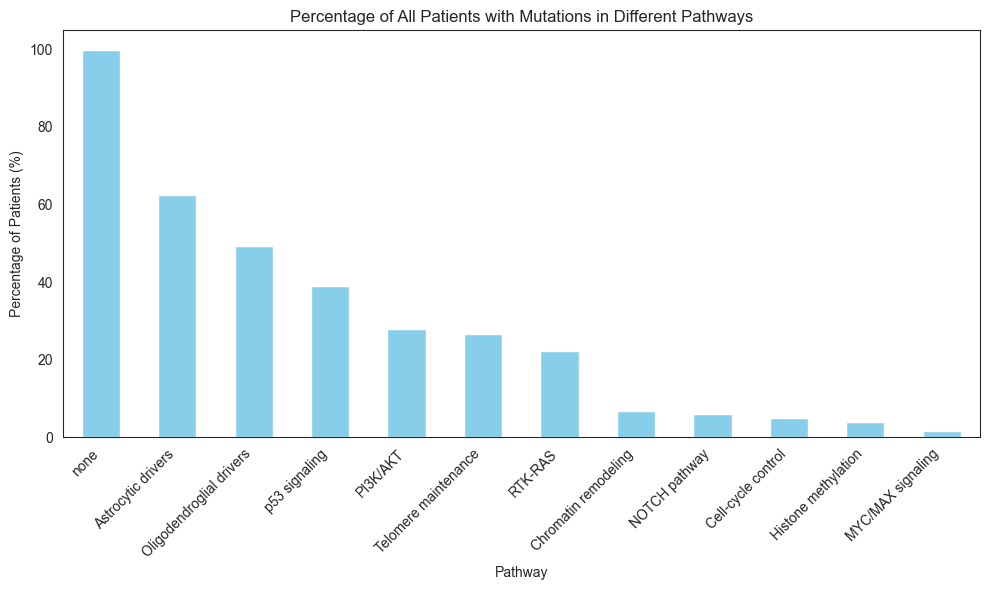 Percentage of All Patients with Mutations in Different Pathways
Percentage of Patients (%)
100
80
60
40
20
0
none
Astrocytic drivers
Oligodendroglial drivers
p53 signaling
PI3K/AKT
Telomere maintenance
RTK-RAS
Chromatin remodeling
NOTCH pathway
Cell-cycle control
Histone methylation
MYC/MAX signaling
Pathway